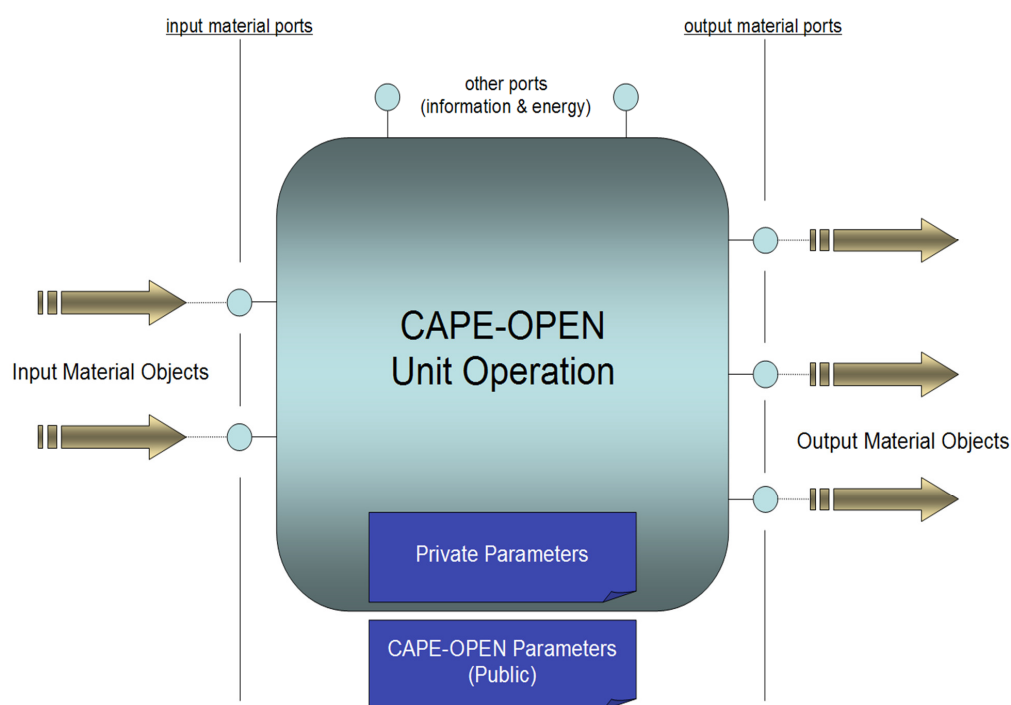 input material ports
output material ports
other ports
(information & energy)
CAPE-OPEN
Unit Operation
Input Material Objects
Output Material Objects
Private Parameters
CAPE-OPEN Parameters
(Public)